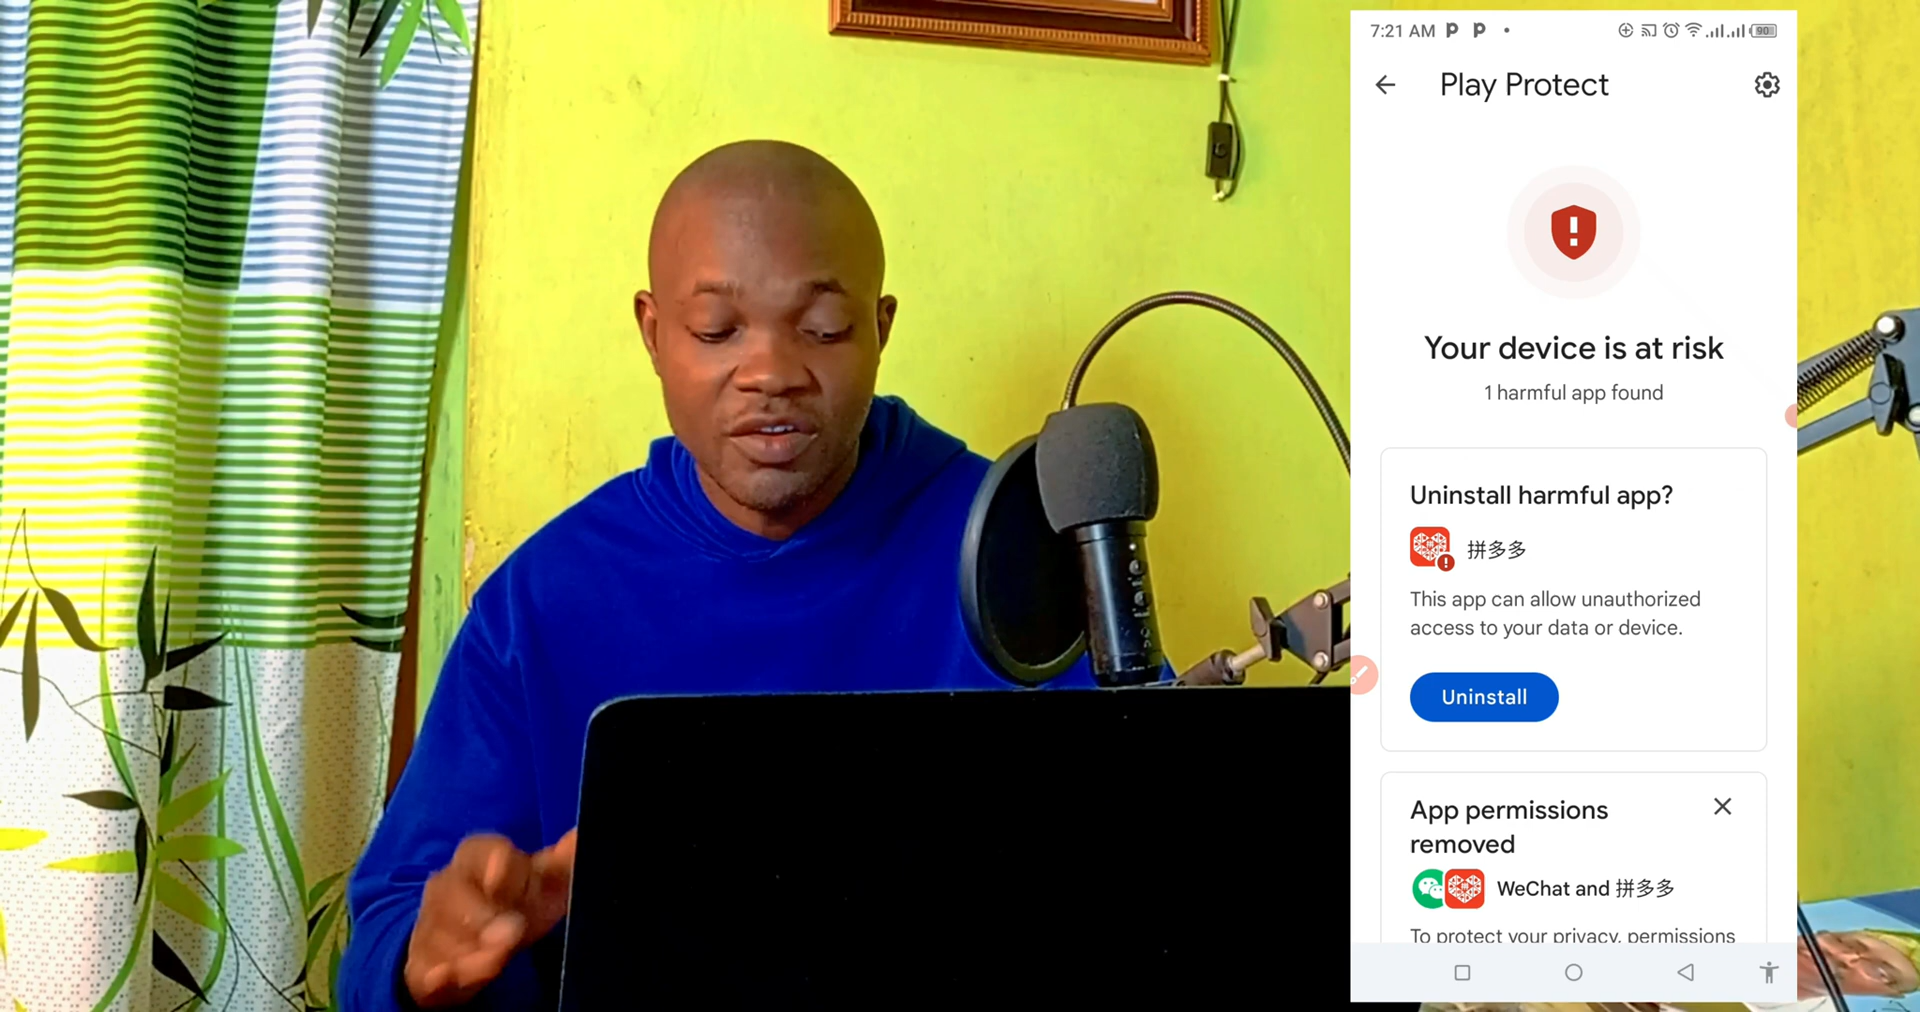 7:21 AM
90
Play Protect
Your device is at risk
1 harmful app found
Uninstall harmful app?
拼多多
This app can allow unauthorized
access to your data or device.
Uninstall
App permissions
removed
WeChat and 拼多多
To protect your privacy, permissions